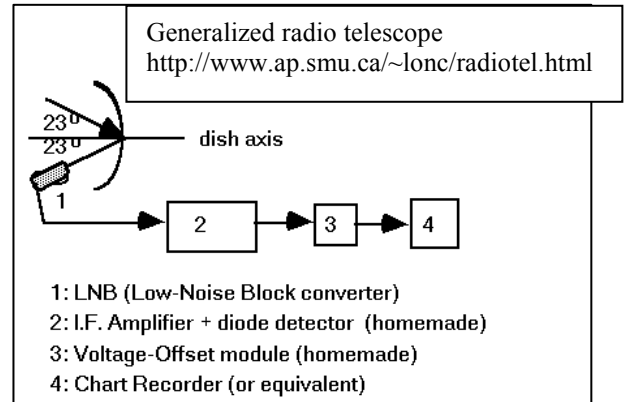 Generalized radio telescope
http://www.ap.smu.ca/~lonc/radiotel.html
23º
23º
dish axis
1
2
3
4
1: LNB (Low-Noise Block converter)
2: I.F. Amplifier + diode detector (homemade)
3: Voltage-Offset module (homemade)
4: Chart Recorder (or equivalent)